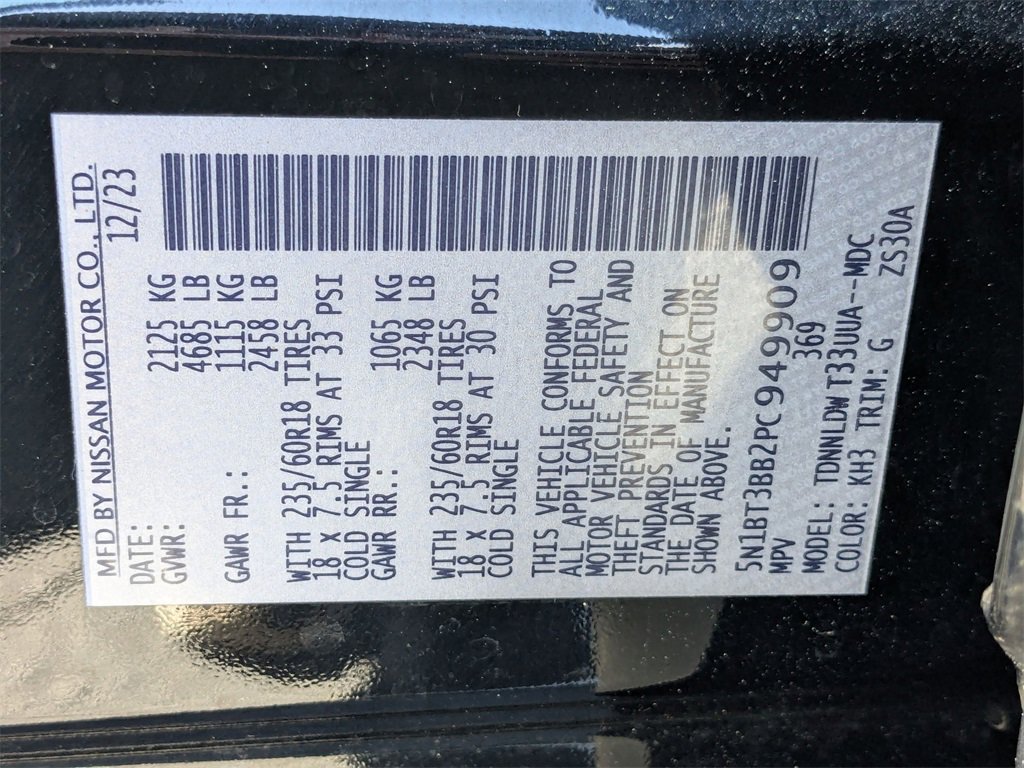 MFD BY NISSAN MOTOR CO., LTD.
DATE: 12/23
GVWR: 2125 KG
4685 LB
GAWR FR.: 1115 KG
2458 LB
WITH 235/60R18 TIRES
18 X 7.5 RIMS AT 33 PSI
COLD SINGLE
GAWR RR.: 1065 KG
2348 LB
WITH 235/60R18 TIRES
18 X 7.5 RIMS AT 30 PSI
COLD SINGLE
THIS VEHICLE CONFORMS TO
ALL APPLICABLE FEDERAL
MOTOR VEHICLE SAFETY AND
THEFT PREVENTION
STANDARDS IN EFFECT ON
THE DATE OF MANUFACTURE
SHOWN ABOVE.
5N1BT3BB2PC949909
MPV 369
MODEL: TDNNLDW T33UUA--MDC
COLOR: KH3 TRIM: G ZS30A